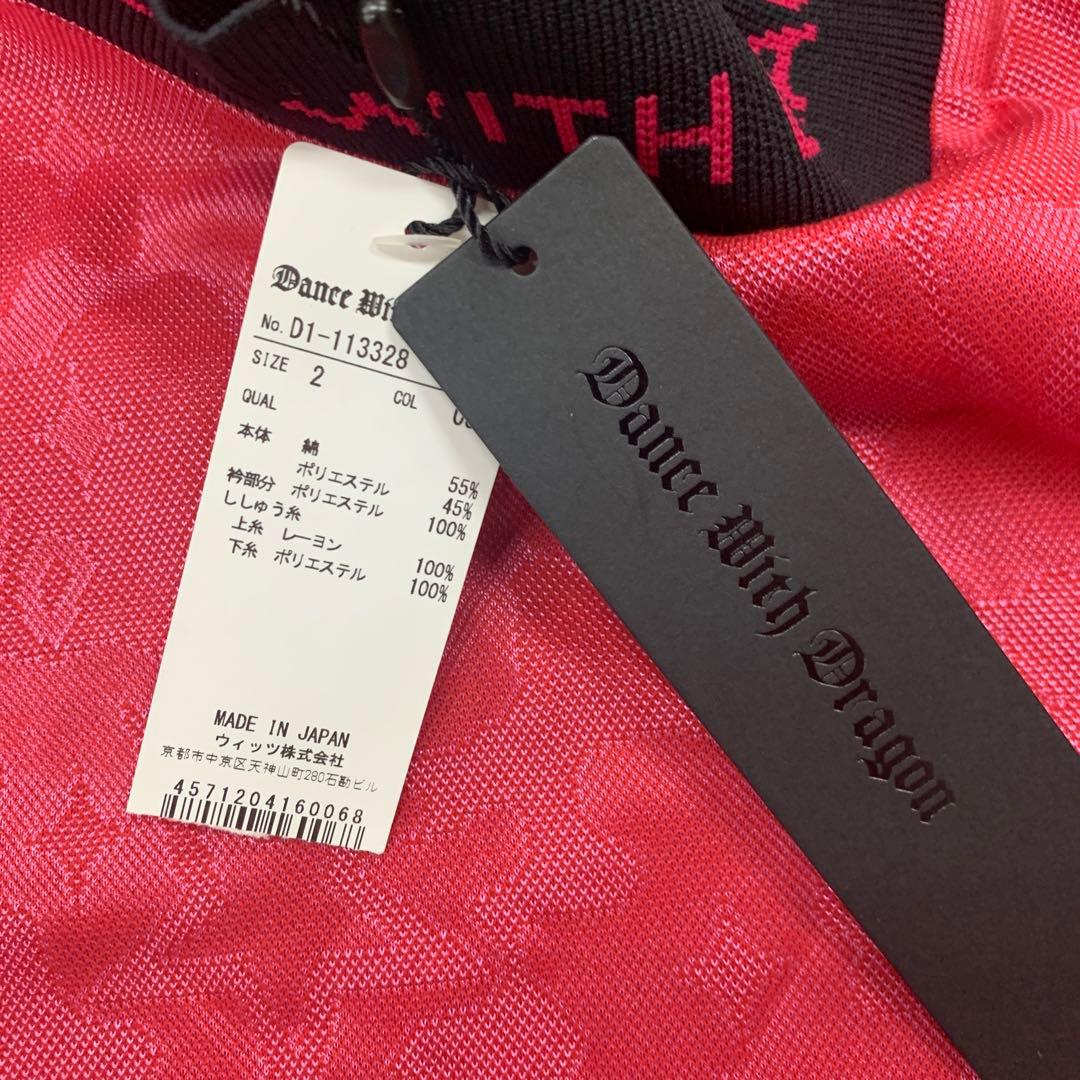 WITH
Dance Wi
No. D1-113328
SIZE 2
QUAL COL
本体 綿 55%
ポリエステル 45%
衿部分 ポリエステル 100%
ししゅう糸
上糸 レーヨン 100%
下糸 ポリエステル 100%
MADE IN JAPAN
ウィッツ株式会社
京都市中京区天神山町280石勘ビル
4571204160068
Dance With Dragon